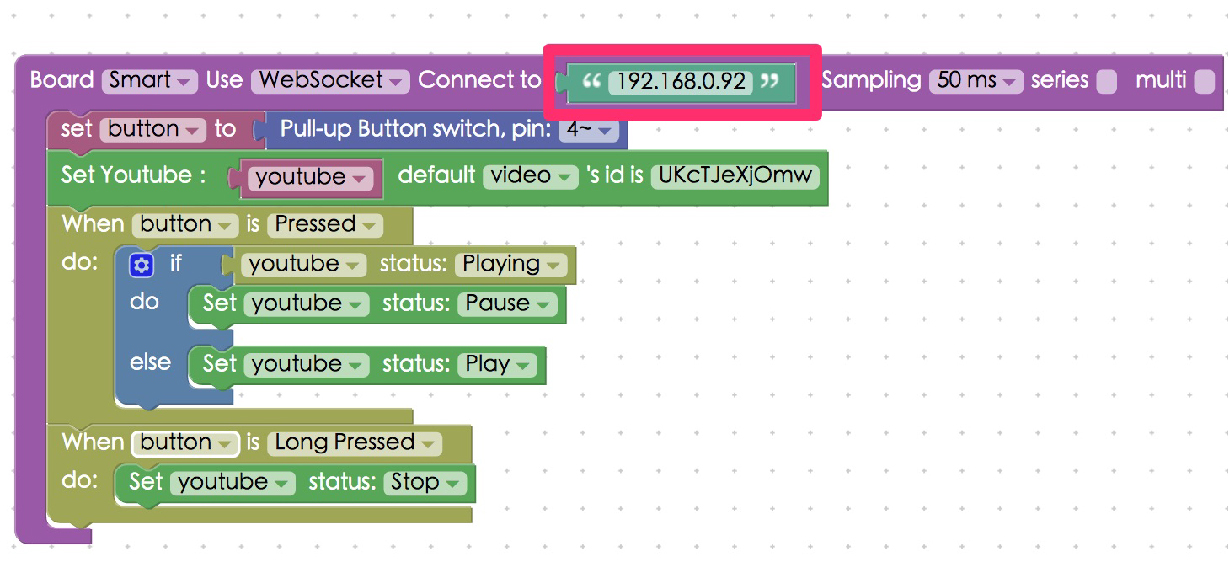 Board Smart Use WebSocket Connect to “ 192.168.0.92 ” Sampling 50 ms series multi
set button to Pull-up Button switch, pin: 4~
Set Youtube : youtube default video 's id is UKcTJeXjOmw
When button is Pressed
do: if youtube status: Playing
do Set youtube status: Pause
else Set youtube status: Play
When button is Long Pressed
do: Set youtube status: Stop